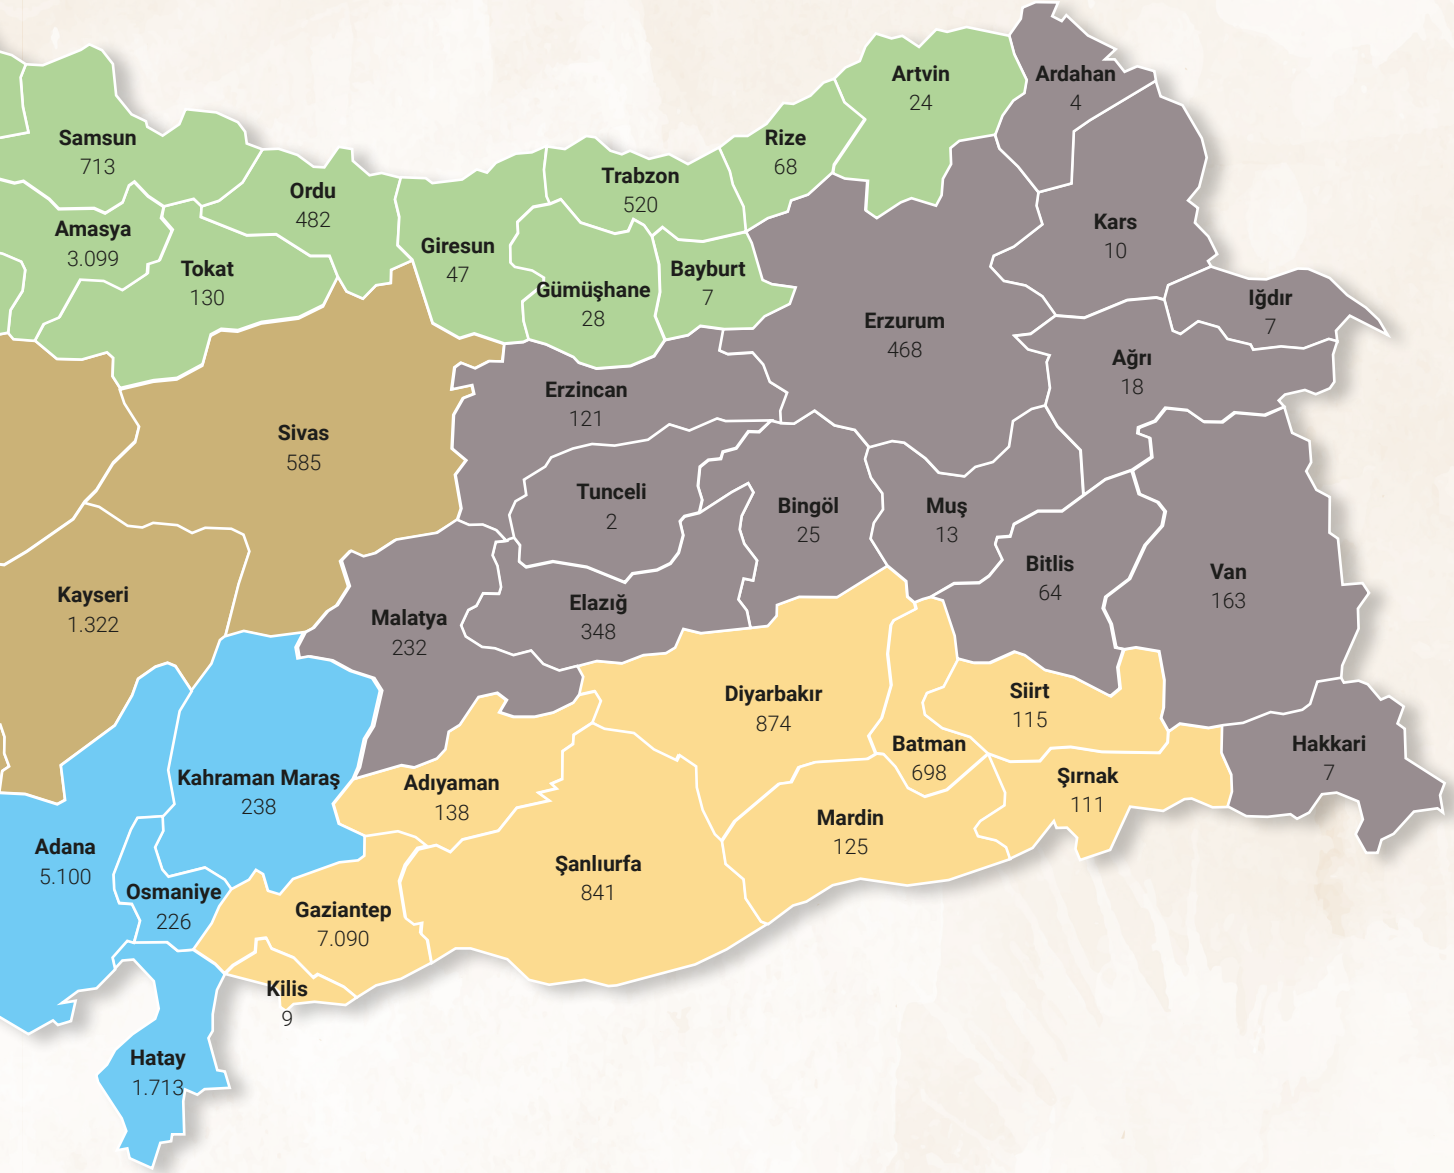 Artvin
24
Ardahan
4
Samsun
713
Rize
68
Ordu
482
Trabzon
520
Amasya
3.099
Tokat
130
Giresun
47
Gümüşhane
28
Bayburt
7
Kars
10
Iğdır
7
Erzurum
468
Ağrı
18
Erzincan
121
Sivas
585
Tunceli
2
Bingöl
25
Muş
13
Bitlis
64
Van
163
Kayseri
1.322
Malatya
232
Elazığ
348
Diyarbakır
874
Siirt
115
Batman
698
Hakkari
7
Kahraman Maraş
238
Adıyaman
138
Şırnak
111
Mardin
125
Adana
5.100
Osmaniye
226
Şanlıurfa
841
Gaziantep
7.090
Kilis
9
Hatay
1.713